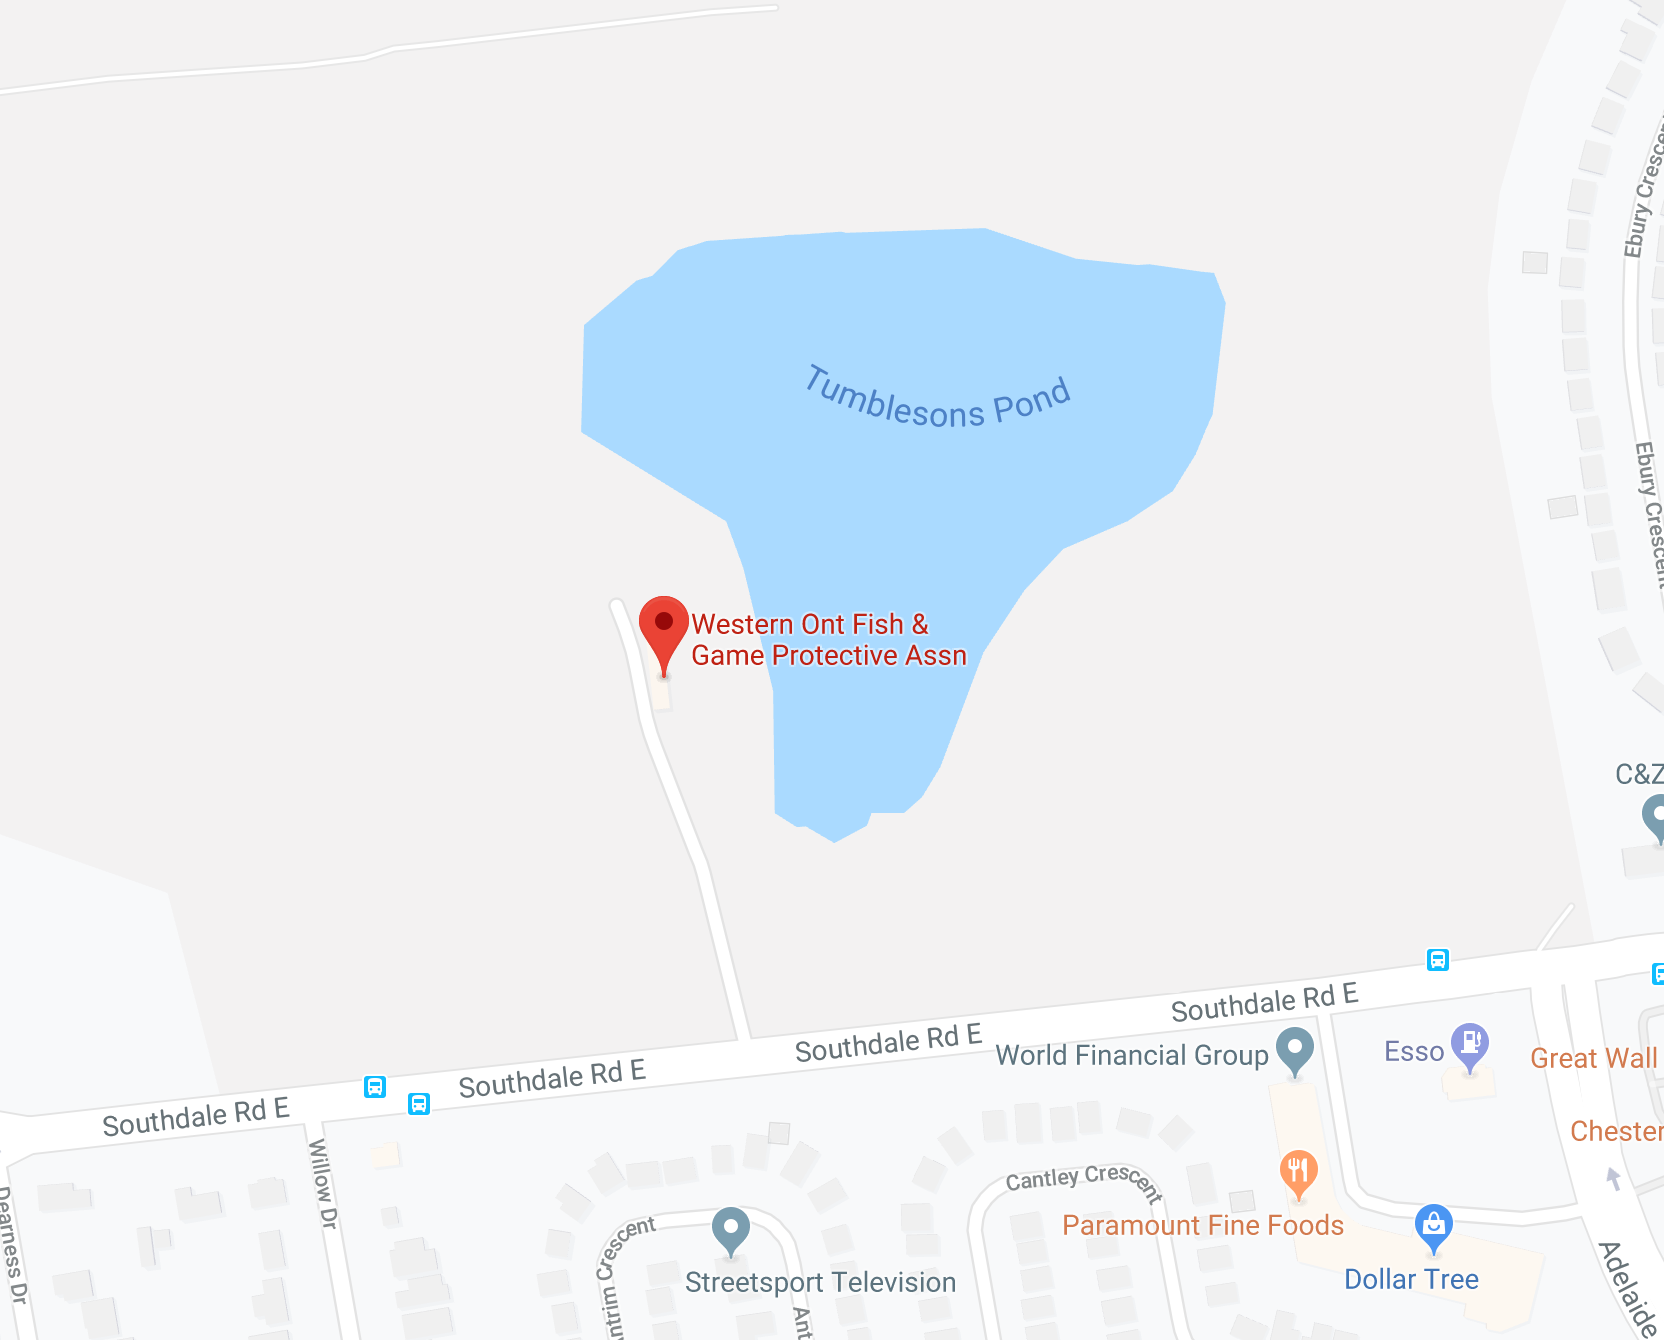 Ebury Crescent
Tumblesons Pond
Ebury Crescent
Western Ont Fish &
Game Protective Assn
C&Z
Southdale Rd E
Southdale Rd E
World Financial Group
Esso
Great Wall
Southdale Rd E
Southdale Rd E
Chester
Willow Dr
Cantley Crescent
Dearness Dr
Paramount Fine Foods
ntrim Crescent
Streetsport Television
Dollar Tree
Adelaide
Ant